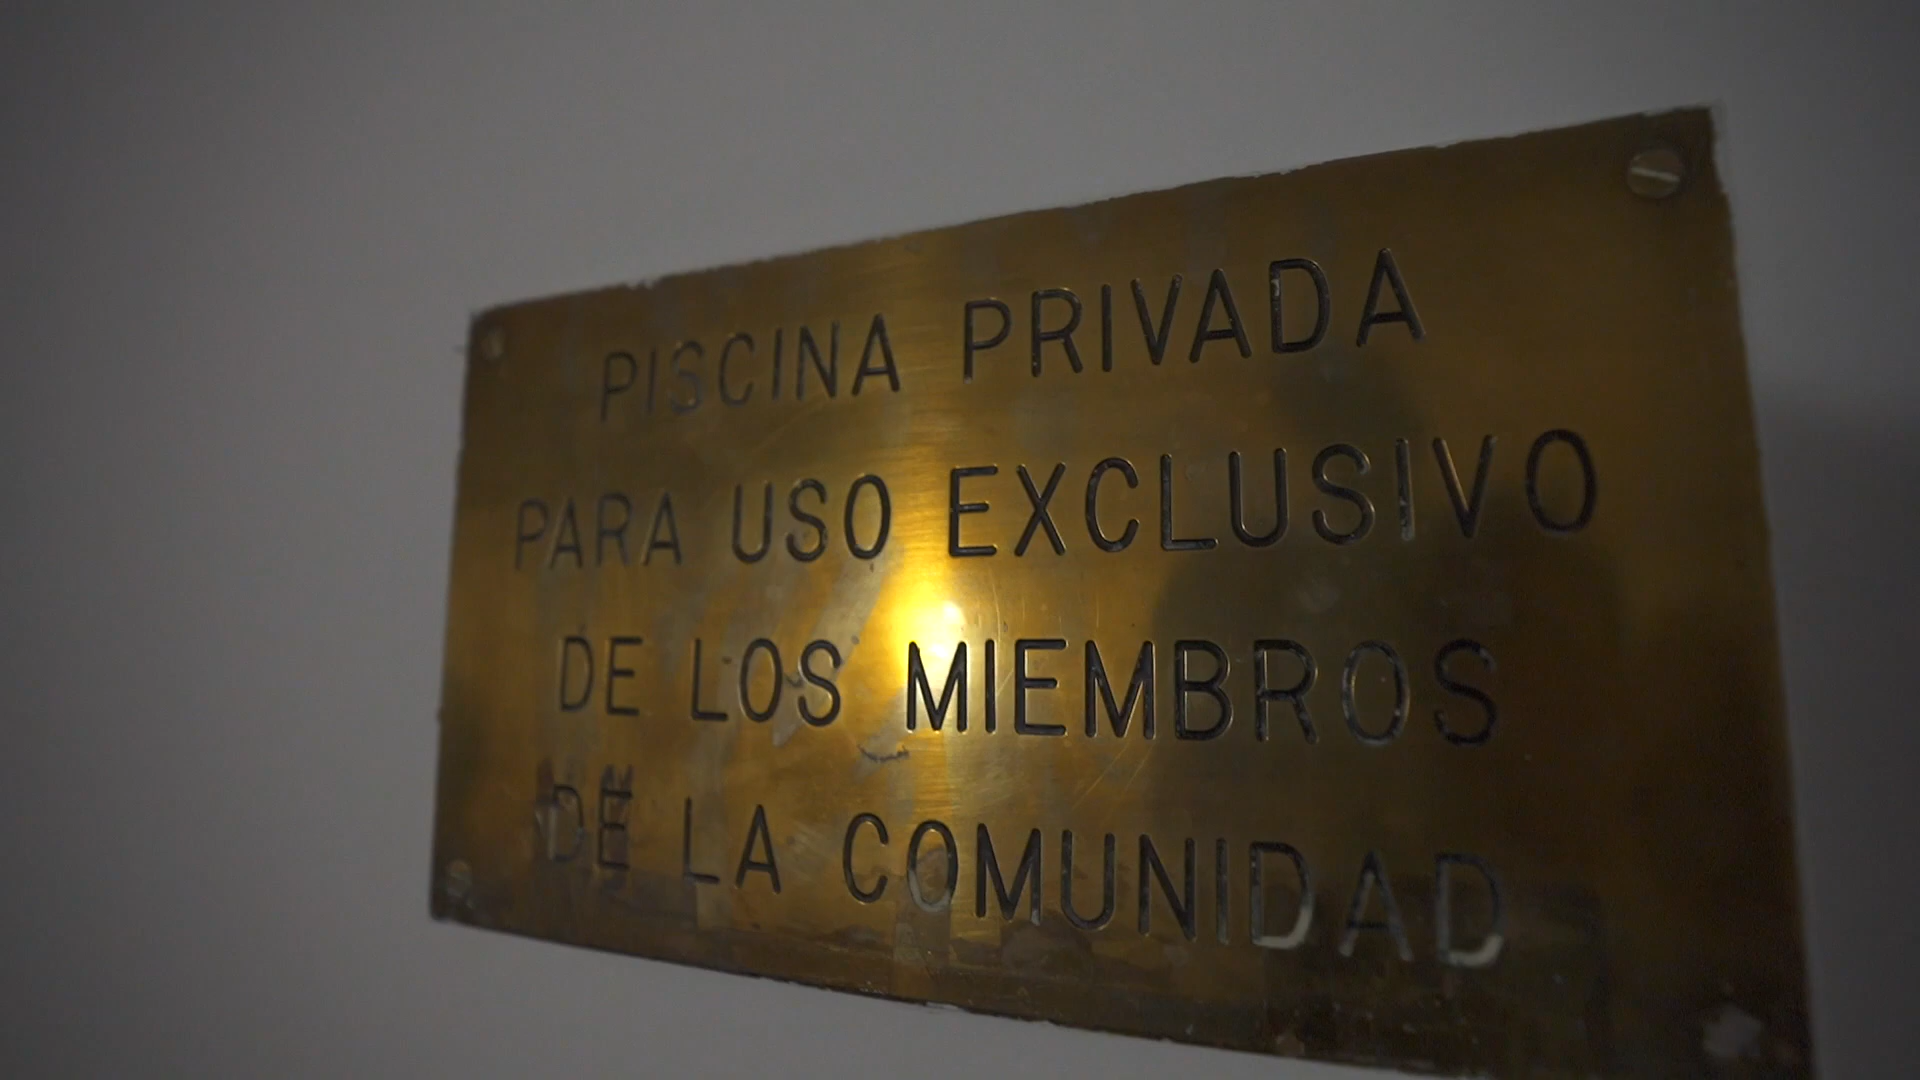 PISCINA PRIVADA
PARA USO EXCLUSIVO
DE LOS MIEMBROS
DE LA COMUNIDAD